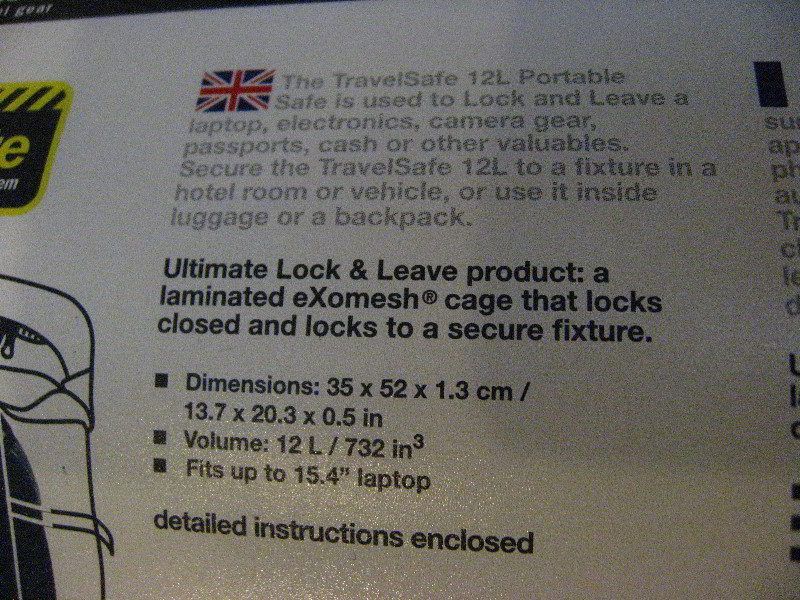 el gear
The TravelSafe 12L Portable
Safe is used to Lock and Leave a
laptop, electronics, camera gear,
passports, cash or other valuables.
Secure the TravelSafe 12L to a fixture in a
hotel room or vehicle, or use it inside
luggage or a backpack.
Ultimate Lock & Leave product: a
laminated eXomesh® cage that locks
closed and locks to a secure fixture.
■ Dimensions: 35 x 52 x 1.3 cm /
13.7 x 20.3 x 0.5 in
■ Volume: 12 L / 732 in³
■ Fits up to 15.4” laptop
detailed instructions enclosed